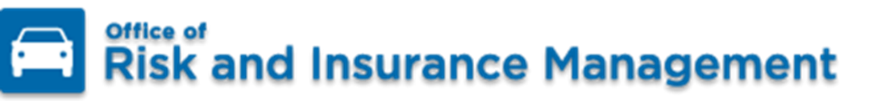 Office of
Risk and Insurance Management